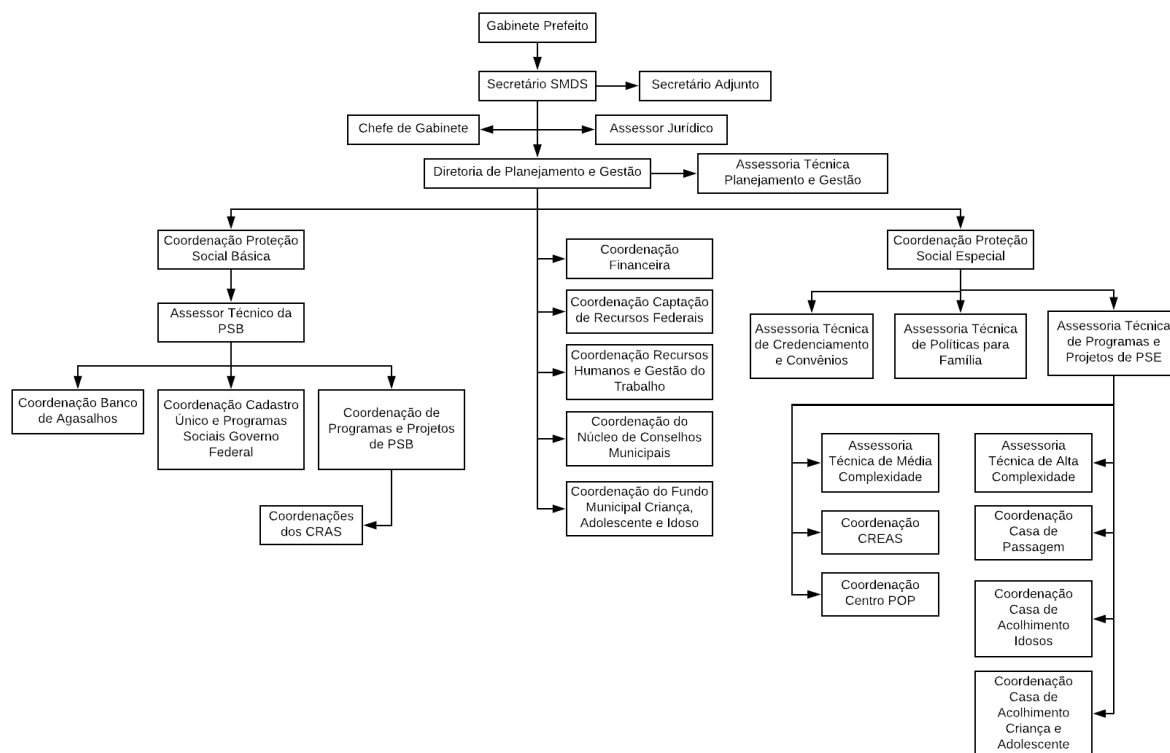 Gabinete Prefeito
Secretário SMDS
Secretário Adjunto
Chefe de Gabinete
Assessor Jurídico
Diretoria de Planejamento e Gestão
Assessoria Técnica
Planejamento e Gestão
Coordenação Proteção
Social Básica
Assessor Técnico da
PSB
Coordenação Banco
de Agasalhos
Coordenação Cadastro
Único e Programas
Sociais Governo
Federal
Coordenação de
Programas e Projetos
de PSB
Coordenações
dos CRAS
Coordenação
Financeira
Coordenação Captação
de Recursos Federais
Coordenação Recursos
Humanos e Gestão do
Trabalho
Coordenação do
Núcleo de Conselhos
Municipais
Coordenação do Fundo
Municipal Criança,
Adolescente e Idoso
Coordenação Proteção
Social Especial
Assessoria Técnica
de Credenciamento
e Convênios
Assessoria Técnica
de Políticas para
Família
Assessoria Técnica
de Programas e
Projetos de PSE
Assessoria
Técnica de Média
Complexidade
Coordenação
CREAS
Coordenação
Centro POP
Assessoria
Técnica de Alta
Complexidade
Coordenação
Casa de
Passagem
Coordenação
Casa de
Acolhimento
Idosos
Coordenação
Casa de
Acolhimento
Criança e
Adolescente